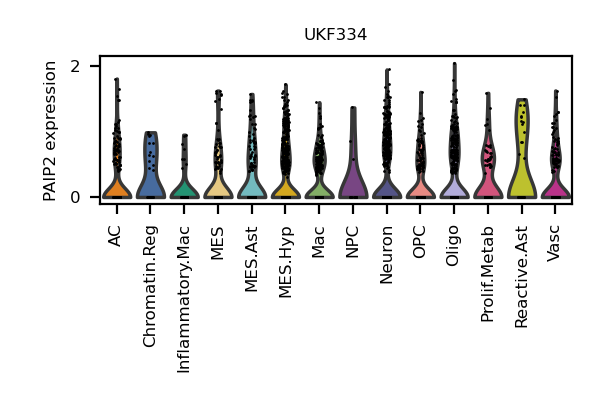 UKF334
PAIP2 expression
2
0
AC
Chromatin.Reg
Inflammatory.Mac
MES
MES.Ast
MES.Hyp
Mac
NPC
Neuron
OPC
Oligo
Prolif.Metab
Reactive.Ast
Vasc